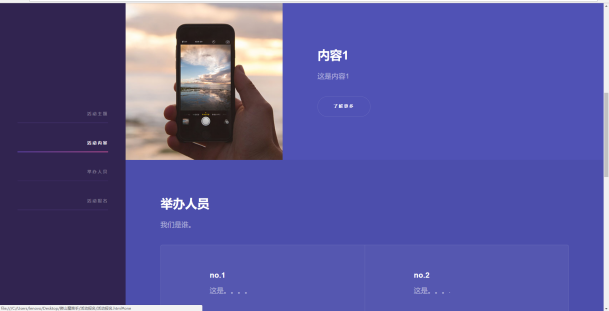 活动主题
活动内容
举办人员
活动报名
内容1
这是内容1
了解更多
举办人员
我们是谁。
no.1
这是。。。。
no.2
这是。。。..